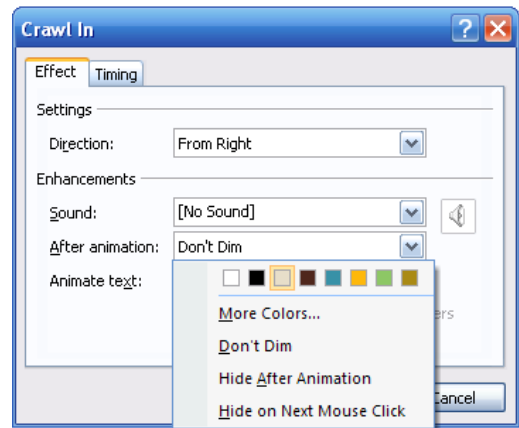 Crawl In
Effect Timing
Settings
Direction: From Right
Enhancements
Sound: [No Sound]
After animation: Don't Dim
Animate text:
More Colors...
Don't Dim
Hide After Animation
Hide on Next Mouse Click
Cancel